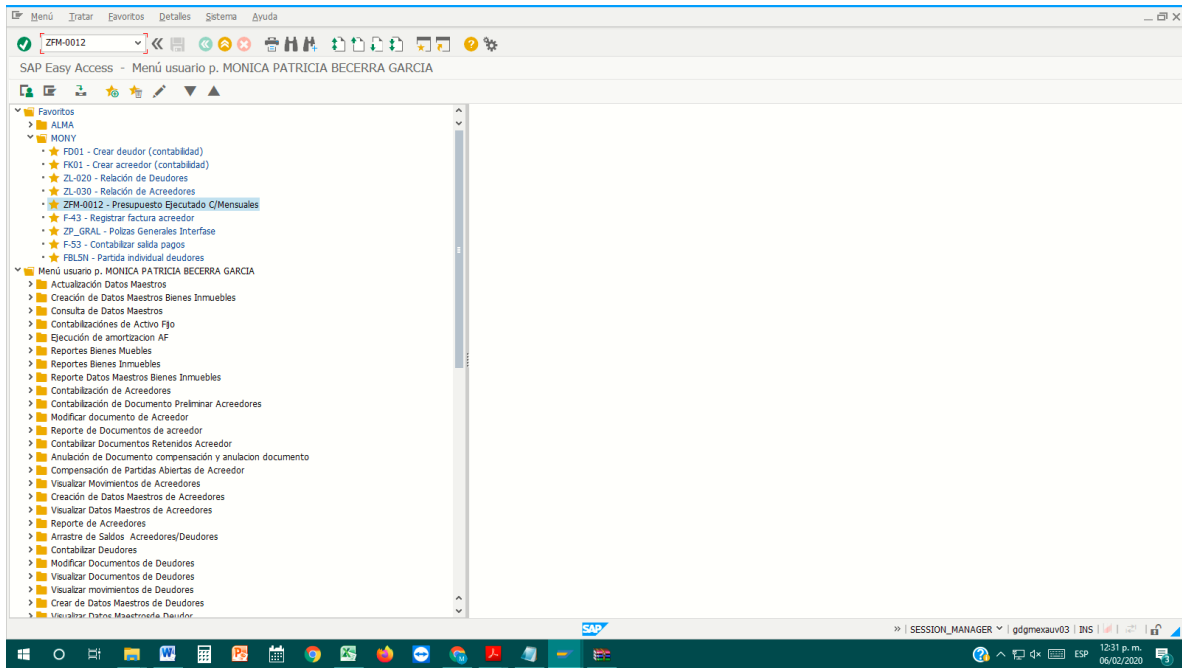 Menú Tratar Favoritos Detalles Sistema Ayuda
ZFM-0012
SAP Easy Access - Menú usuario p. MONICA PATRICIA BECERRA GARCIA
Favoritos
ALMA
MONY
FD01 - Crear deudor (contabilidad)
FK01 - Crear acreedor (contabilidad)
ZL-020 - Relación de Deudores
ZL-030 - Relación de Acreedores
ZFM-0012 - Presupuesto Ejecutado C/Mensuales
F-43 - Registrar factura acreedor
ZP_GRAL - Polizas Generales Interfase
F-53 - Contabilizar salida pagos
FBL5N - Partida individual deudores
Menú usuario p. MONICA PATRICIA BECERRA GARCIA
Actualización Datos Maestros
Creación de Datos Maestros Bienes Inmuebles
Consulta de Datos Maestros
Contabilizaciónes de Activo Fijo
Ejecución de amortizacion AF
Reportes Bienes Muebles
Reportes Bienes Inmuebles
Reporte Datos Maestros Bienes Inmuebles
Contabilización de Acreedores
Contabilización de Documento Preliminar Acreedores
Modificar documento de Acreedor
Reporte de Documentos de acreedor
Contabilizar Documentos Retenidos Acreedor
Anulación de Documento compensación y anulacion documento
Compensación de Partidas Abiertas de Acreedor
Visualizar Movimientos de Acreedores
Creación de Datos Maestros de Acreedores
Visualizar Datos Maestros de Acreedores
Reporte de Acreedores
Arrastre de Saldos Acreedores/Deudores
Contabilizar Deudores
Modificar Documentos de Deudores
Visualizar Documentos de Deudores
Visualizar movimientos de Deudores
Crear de Datos Maestros de Deudores
Visualizar Datos Maestrosde Deudor
SAP
SESSION_MANAGER gdgmexauv03 INS
ESP
12:31 p. m.
06/02/2020
3